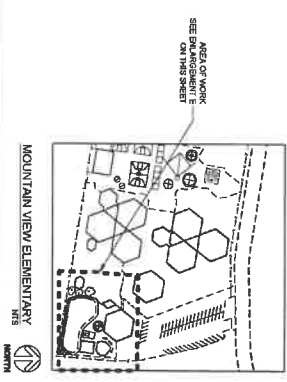 AREA OF WORK
SEE ENLARGEMENT E
ON THIS SHEET
MOUNTAIN VIEW ELEMENTARY
NTS
NORTH